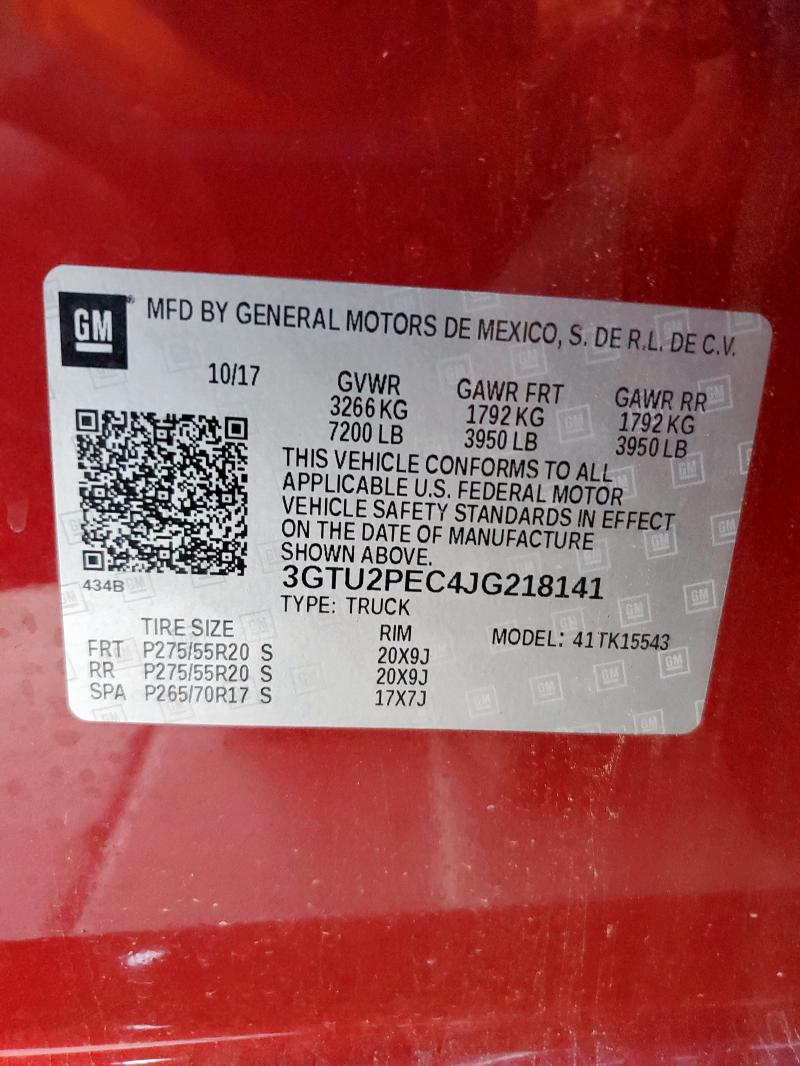 GM® MFD BY GENERAL MOTORS DE MEXICO, S. DE R.L. DE C.V.
10/17 GVWR GAWR FRT GAWR RR
3266 KG 1792 KG 1792 KG
7200 LB 3950 LB 3950 LB
THIS VEHICLE CONFORMS TO ALL
APPLICABLE U.S. FEDERAL MOTOR
VEHICLE SAFETY STANDARDS IN EFFECT
ON THE DATE OF MANUFACTURE
SHOWN ABOVE.
434B
3GTU2PEC4JG218141
TYPE: TRUCK
TIRE SIZE RIM MODEL: 41TK15543
FRT P275/55R20 S 20X9J
RR P275/55R20 S 20X9J
SPA P265/70R17 S 17X7J